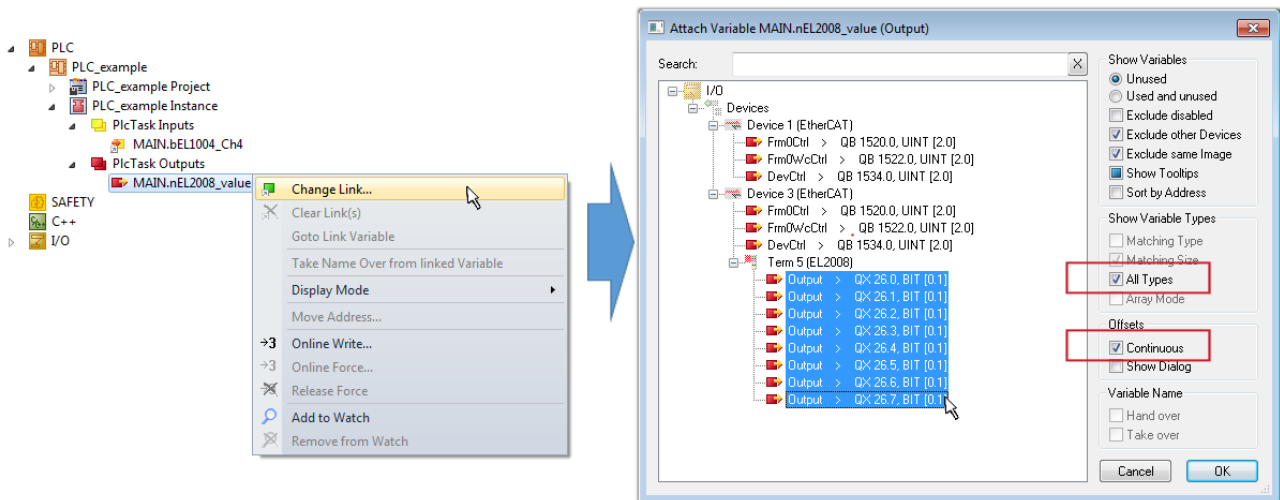 PLC
PLC_example
PLC_example Project
PLC_example Instance
PlcTask Inputs
MAIN.bEL1004_Ch4
PlcTask Outputs
MAIN.nEL2008_value
SAFETY
C++
I/O
Change Link...
Clear Link(s)
Goto Link Variable
Take Name Over from linked Variable
Display Mode
Move Address...
→3 Online Write...
→3 Online Force...
Release Force
Add to Watch
Remove from Watch
Attach Variable MAIN.nEL2008_value (Output)
Search:
X
I/O
Devices
Device 1 (EtherCAT)
Frm0Ctrl > QB 1520.0, UINT [2.0]
Frm0WcCtrl > QB 1522.0, UINT [2.0]
DevCtrl > QB 1534.0, UINT [2.0]
Device 3 (EtherCAT)
Frm0Ctrl > QB 1520.0, UINT [2.0]
Frm0WcCtrl > QB 1522.0, UINT [2.0]
DevCtrl > QB 1534.0, UINT [2.0]
Term 5 (EL2008)
Output > QX 26.0, BIT [0.1]
Output > QX 26.1, BIT [0.1]
Output > QX 26.2, BIT [0.1]
Output > QX 26.3, BIT [0.1]
Output > QX 26.4, BIT [0.1]
Output > QX 26.5, BIT [0.1]
Output > QX 26.6, BIT [0.1]
Output > QX 26.7, BIT [0.1]
Show Variables
Unused
Used and unused
Exclude disabled
Exclude other Devices
Exclude same Image
Show Tooltips
Sort by Address
Show Variable Types
Matching Type
Matching Size
All Types
Array Mode
Offsets
Continuous
Show Dialog
Variable Name
Hand over
Take over
Cancel
OK